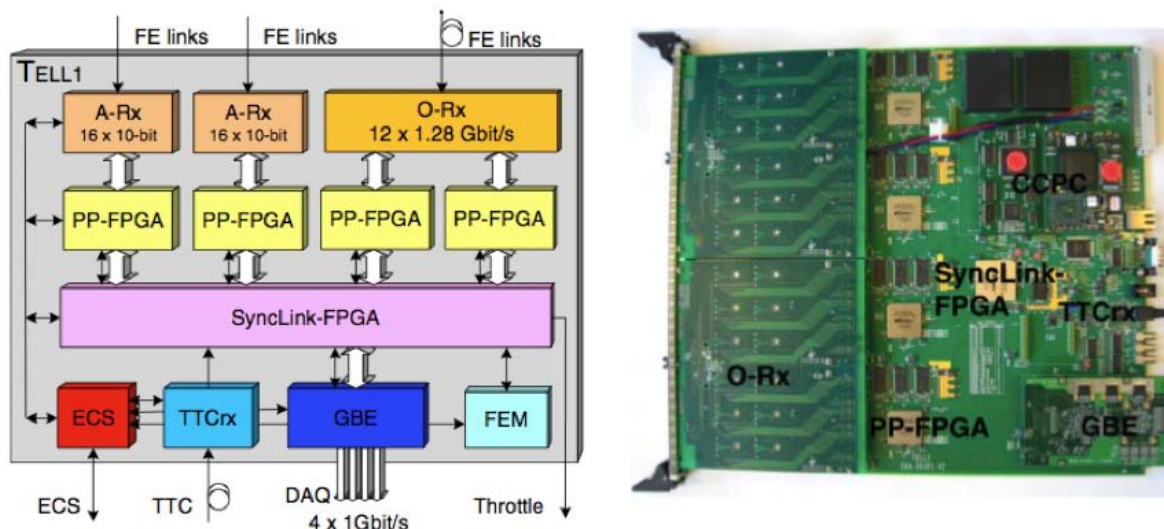 FE links
FE links
FE links
TELL1
A-Rx
16 x 10-bit
A-Rx
16 x 10-bit
O-Rx
12 x 1.28 Gbit/s
PP-FPGA
PP-FPGA
PP-FPGA
PP-FPGA
SyncLink-FPGA
ECS
TTCrx
GBE
FEM
ECS
TTC
DAQ
4 x 1Gbit/s
Throttle
CCPC
SyncLink-
FPGA
TTCrx
O-Rx
PP-FPGA
GBE